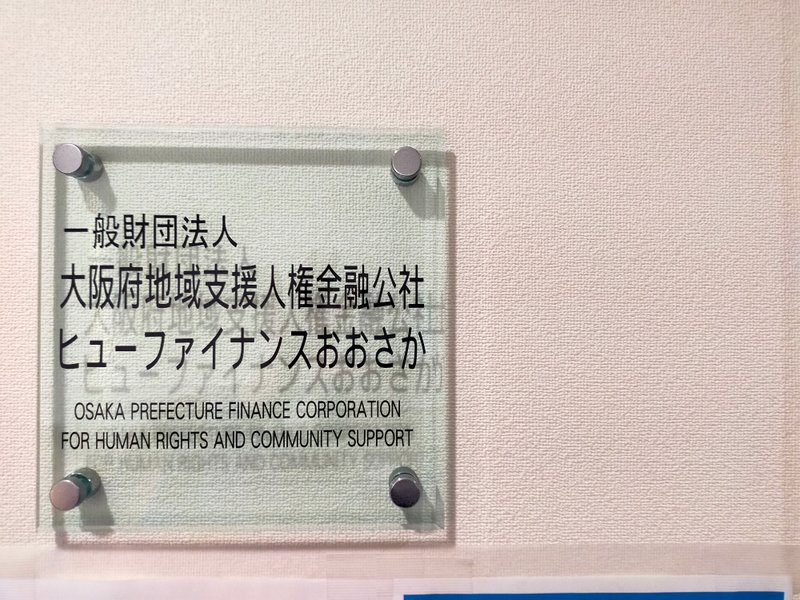 一般財団法人
大阪府地域支援人権金融公社
ヒューファイナンスおおさか
OSAKA PREFECTURE FINANCE CORPORATION
FOR HUMAN RIGHTS AND COMMUNITY SUPPORT